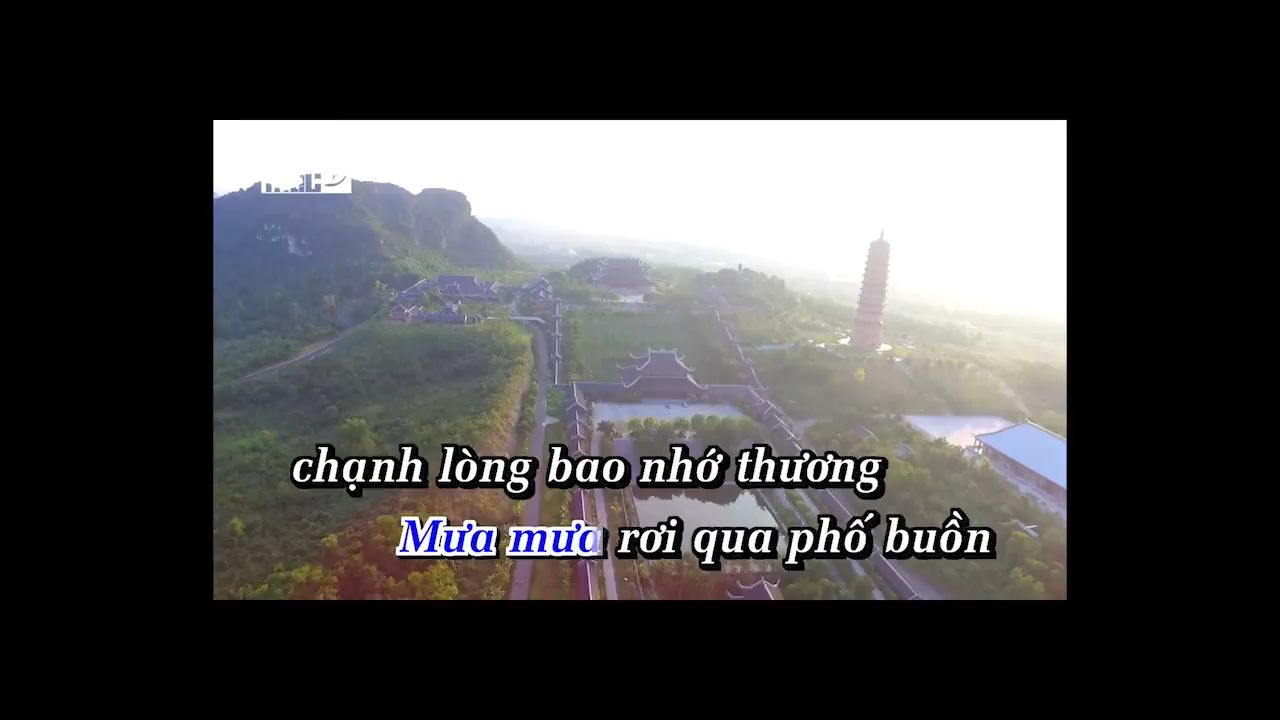 chạnh lòng bao nhớ thương
Mưa mưa rơi qua phố buồn